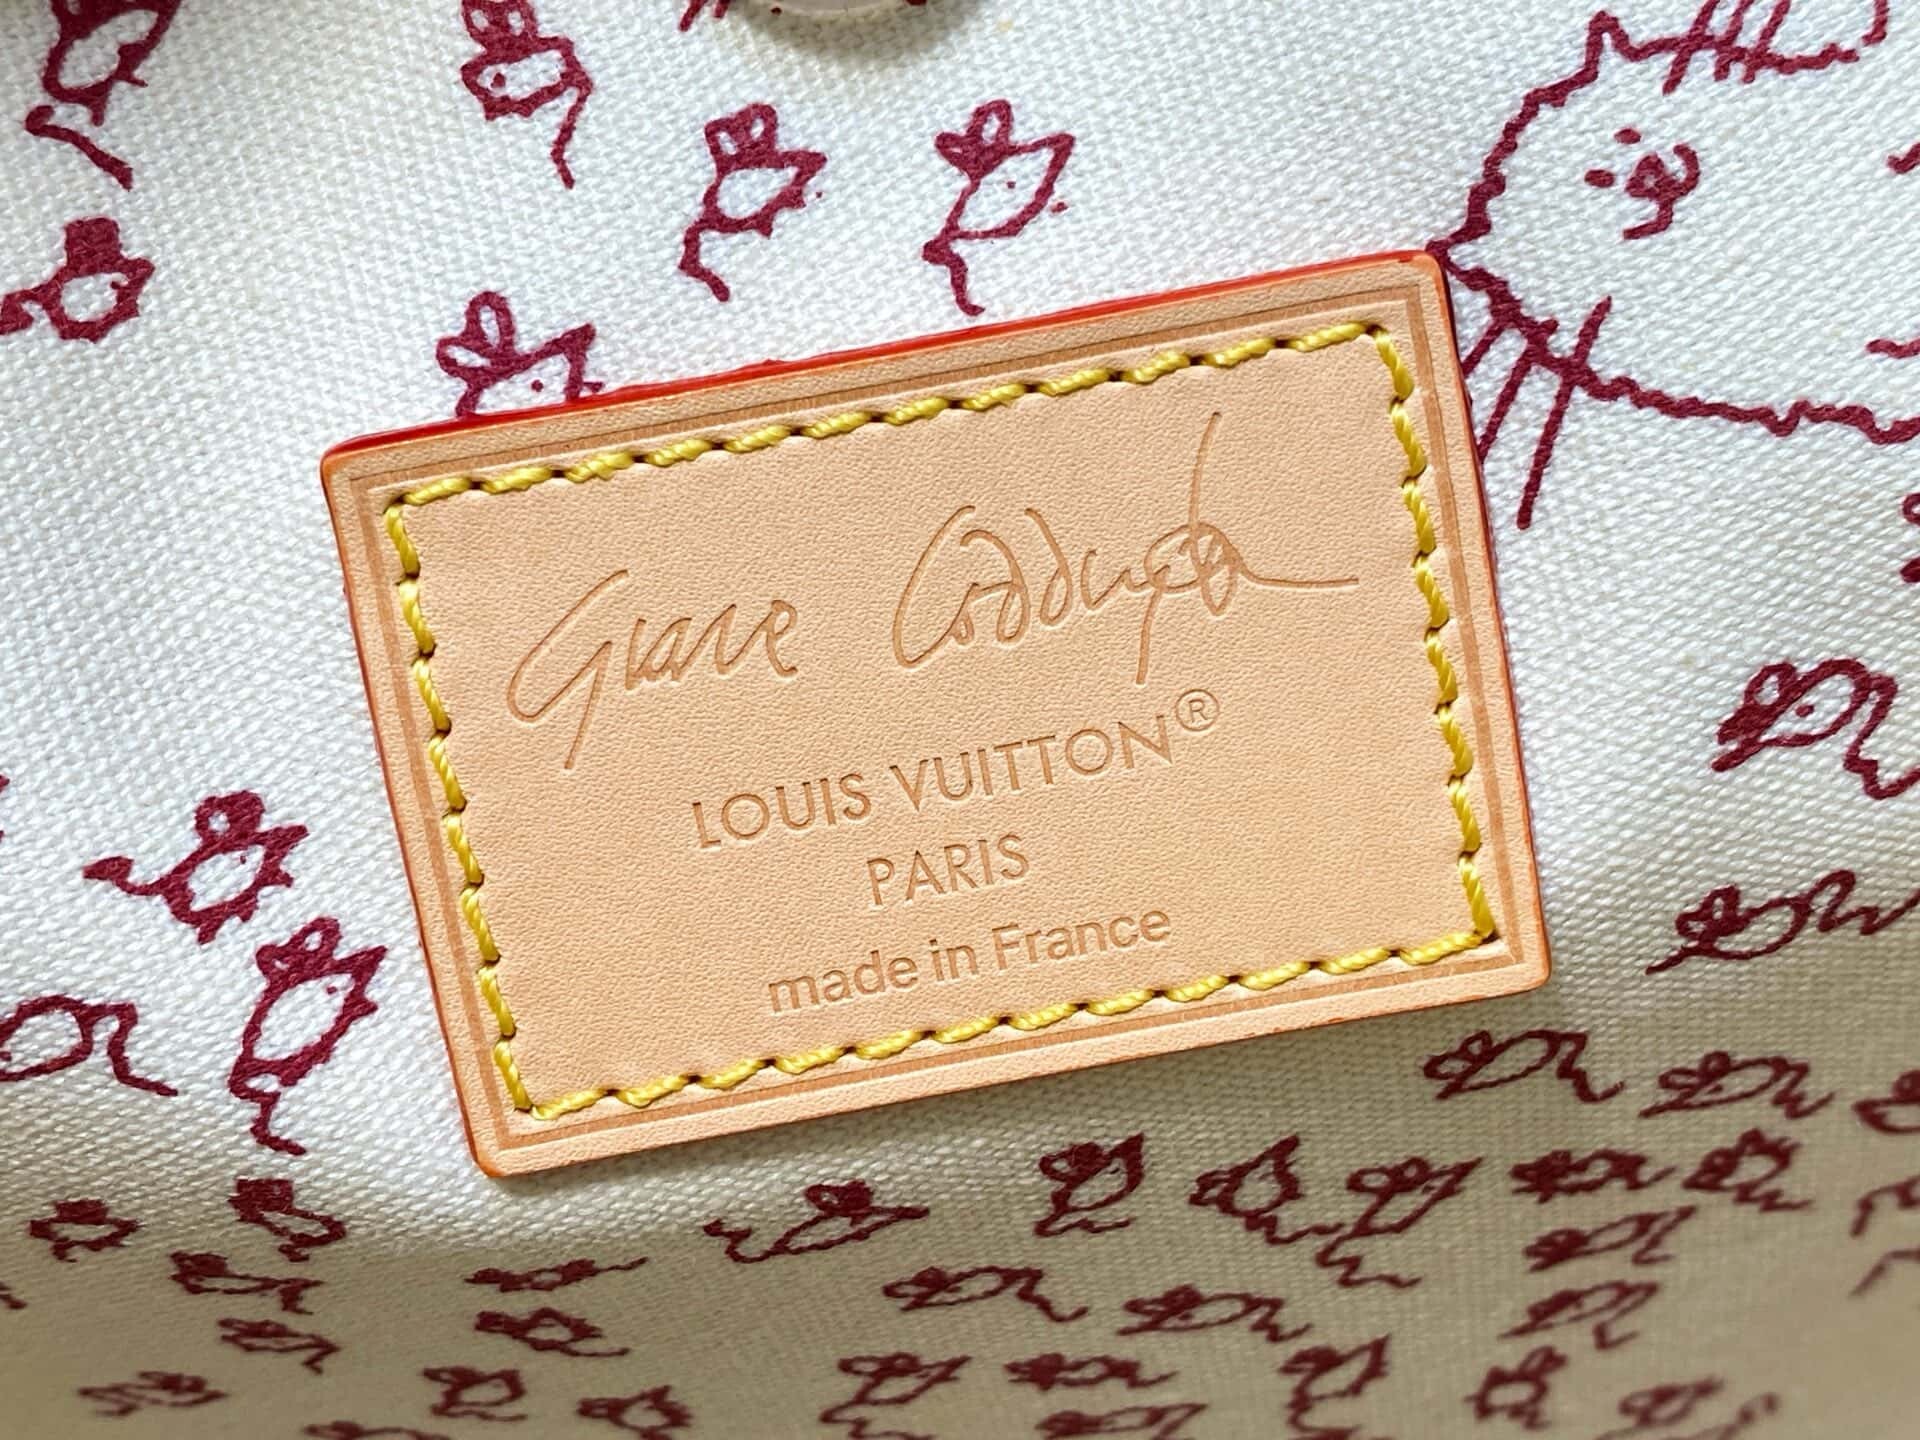 Grace Coddington
LOUIS VUITTON®
PARIS
made in France